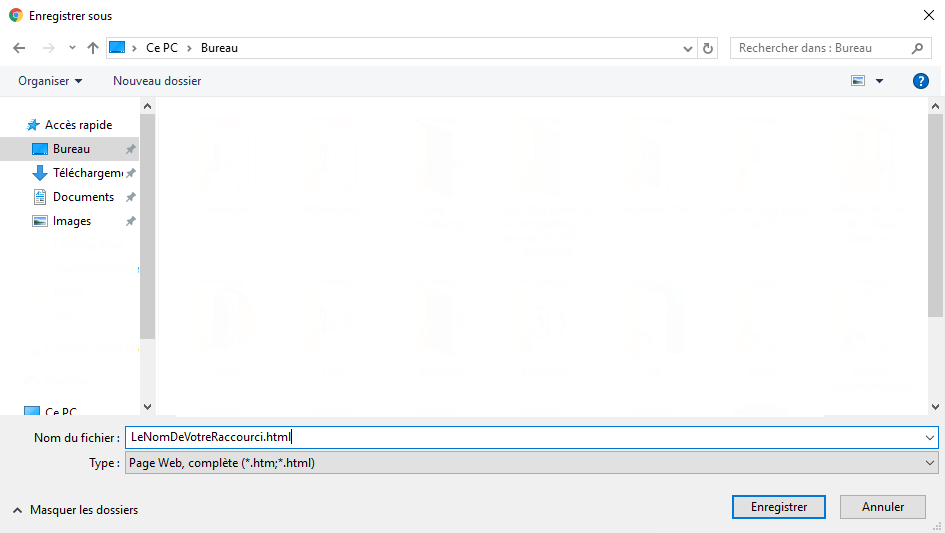 Enregistrer sous
Ce PC Bureau
Rechercher dans : Bureau
Organiser Nouveau dossier
?
Accès rapide
Bureau
Téléchargem
Documents
Images
Ce PC
Nom du fichier : LeNomDeVotreRaccourci.html
Type : Page Web, complète (*.htm;*.html)
Masquer les dossiers
Enregistrer Annuler